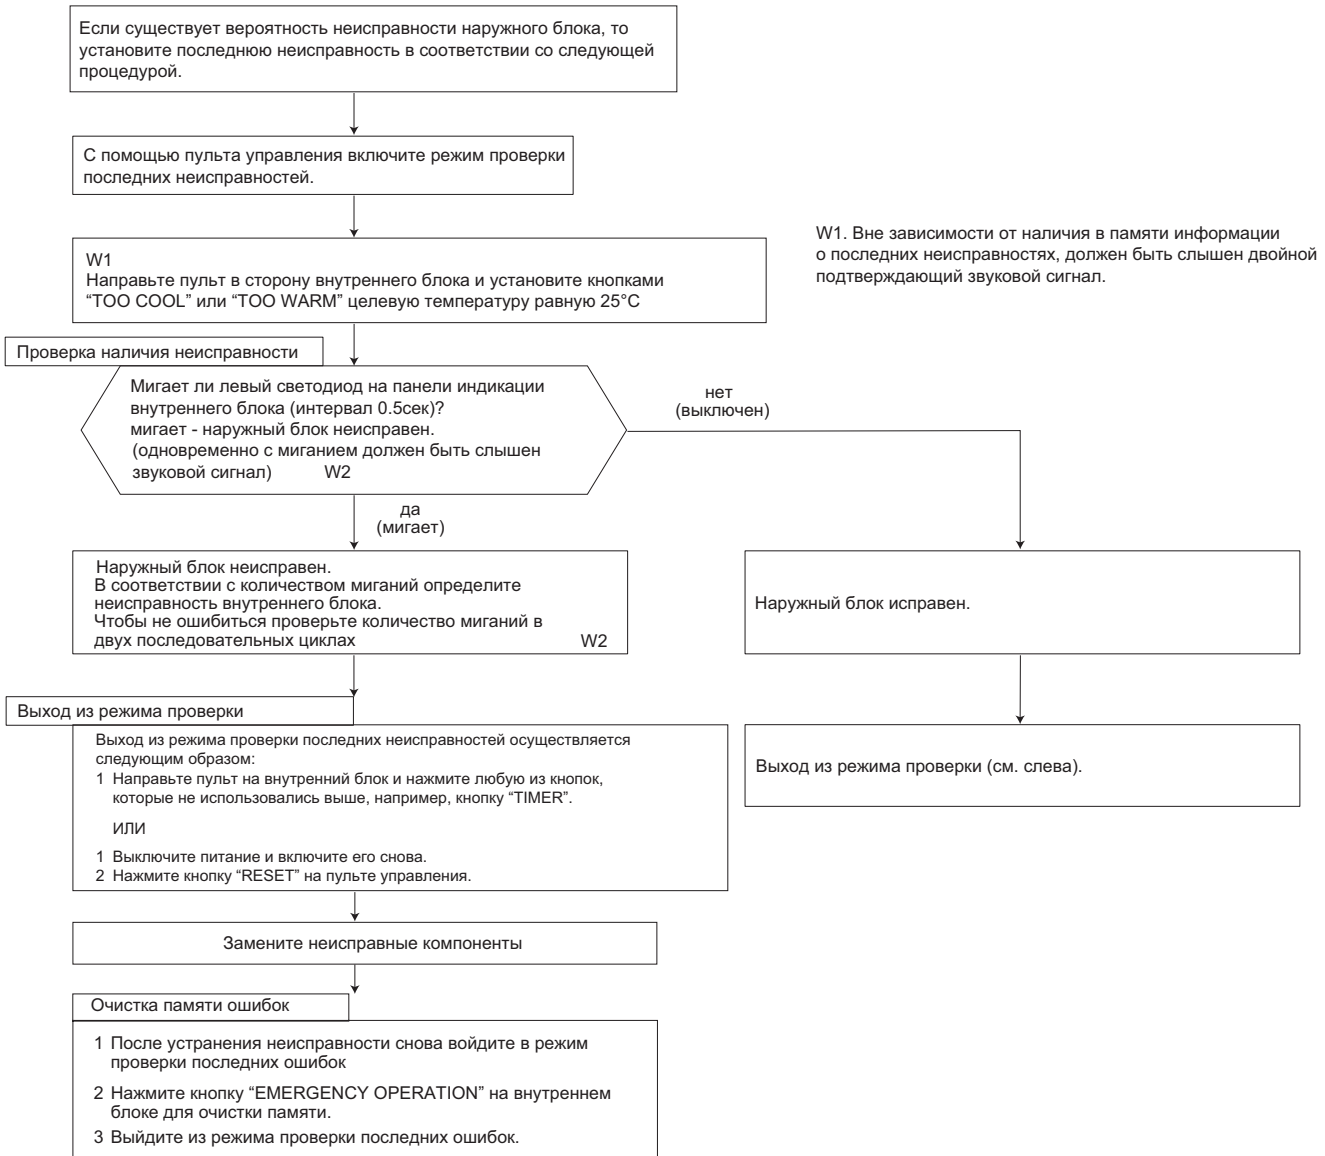 Если существует вероятность неисправности наружного блока, то
установите последнюю неисправность в соответствии со следующей
процедурой.
С помощью пульта управления включите режим проверки
последних неисправностей.
W1
Направьте пульт в сторону внутреннего блока и установите кнопками
“TOO COOL” или “TOO WARM” целевую температуру равную 25°C
W1. Вне зависимости от наличия в памяти информации
о последних неисправностях, должен быть слышен двойной
подтверждающий звуковой сигнал.
Проверка наличия неисправности
Мигает ли левый светодиод на панели индикации
внутреннего блока (интервал 0.5сек)?
мигает - наружный блок неисправен.
(одновременно с миганием должен быть слышен
звуковой сигнал) W2
нет
(выключен)
да
(мигает)
Наружный блок неисправен.
В соответствии с количеством миганий определите
неисправность внутреннего блока.
Чтобы не ошибиться проверьте количество миганий в
двух последовательных циклах W2
Наружный блок исправен.
Выход из режима проверки
Выход из режима проверки последних неисправностей осуществляется
следующим образом:
1 Направьте пульт на внутренний блок и нажмите любую из кнопок,
которые не использовались выше, например, кнопку “TIMER”.
ИЛИ
1 Выключите питание и включите его снова.
2 Нажмите кнопку “RESET” на пульте управления.
Выход из режима проверки (см. слева).
Замените неисправные компоненты
Очистка памяти ошибок
1 После устранения неисправности снова войдите в режим
проверки последних ошибок
2 Нажмите кнопку “EMERGENCY OPERATION” на внутреннем
блоке для очистки памяти.
3 Выйдите из режима проверки последних ошибок.